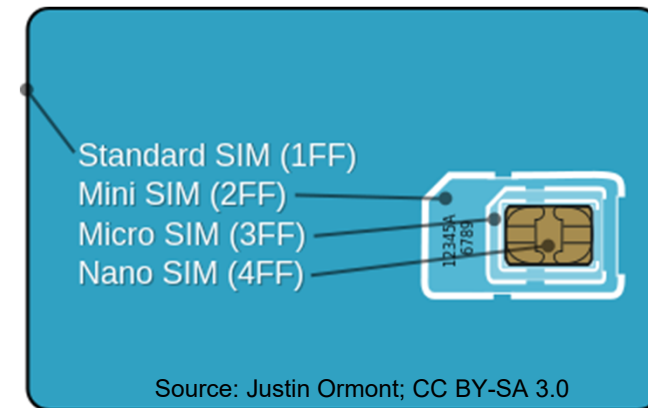 Standard SIM (1FF)
Mini SIM (2FF)
Micro SIM (3FF)
Nano SIM (4FF)
12345A
6789
Source: Justin Ormont; CC BY-SA 3.0